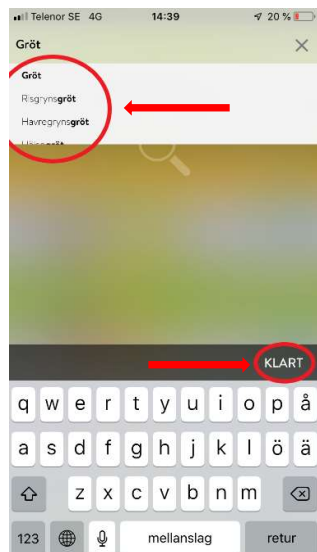 Telenor SE 4G 14:39 20 %
Gröt
Gröt
Risgrynsgröt
Havregrynsgröt
KLART
q w e r t y u i o p å
a s d f g h j k l ö ä
z x c v b n m
123 mellanslag retur